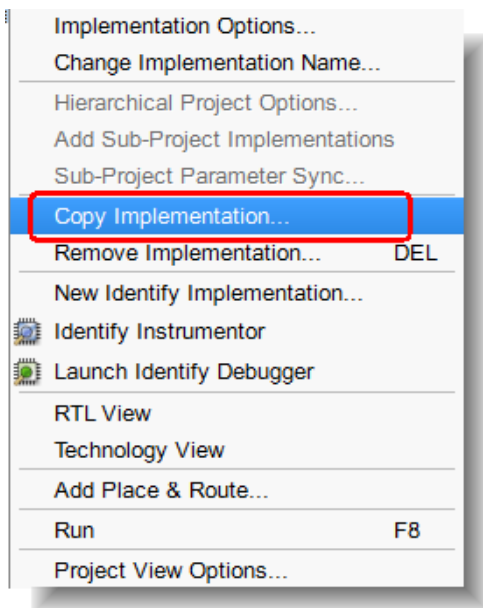 Implementation Options...
Change Implementation Name...
Hierarchical Project Options...
Add Sub-Project Implementations
Sub-Project Parameter Sync...
Copy Implementation...
Remove Implementation... DEL
New Identify Implementation...
Identify Instrumentor
Launch Identify Debugger
RTL View
Technology View
Add Place & Route...
Run F8
Project View Options...